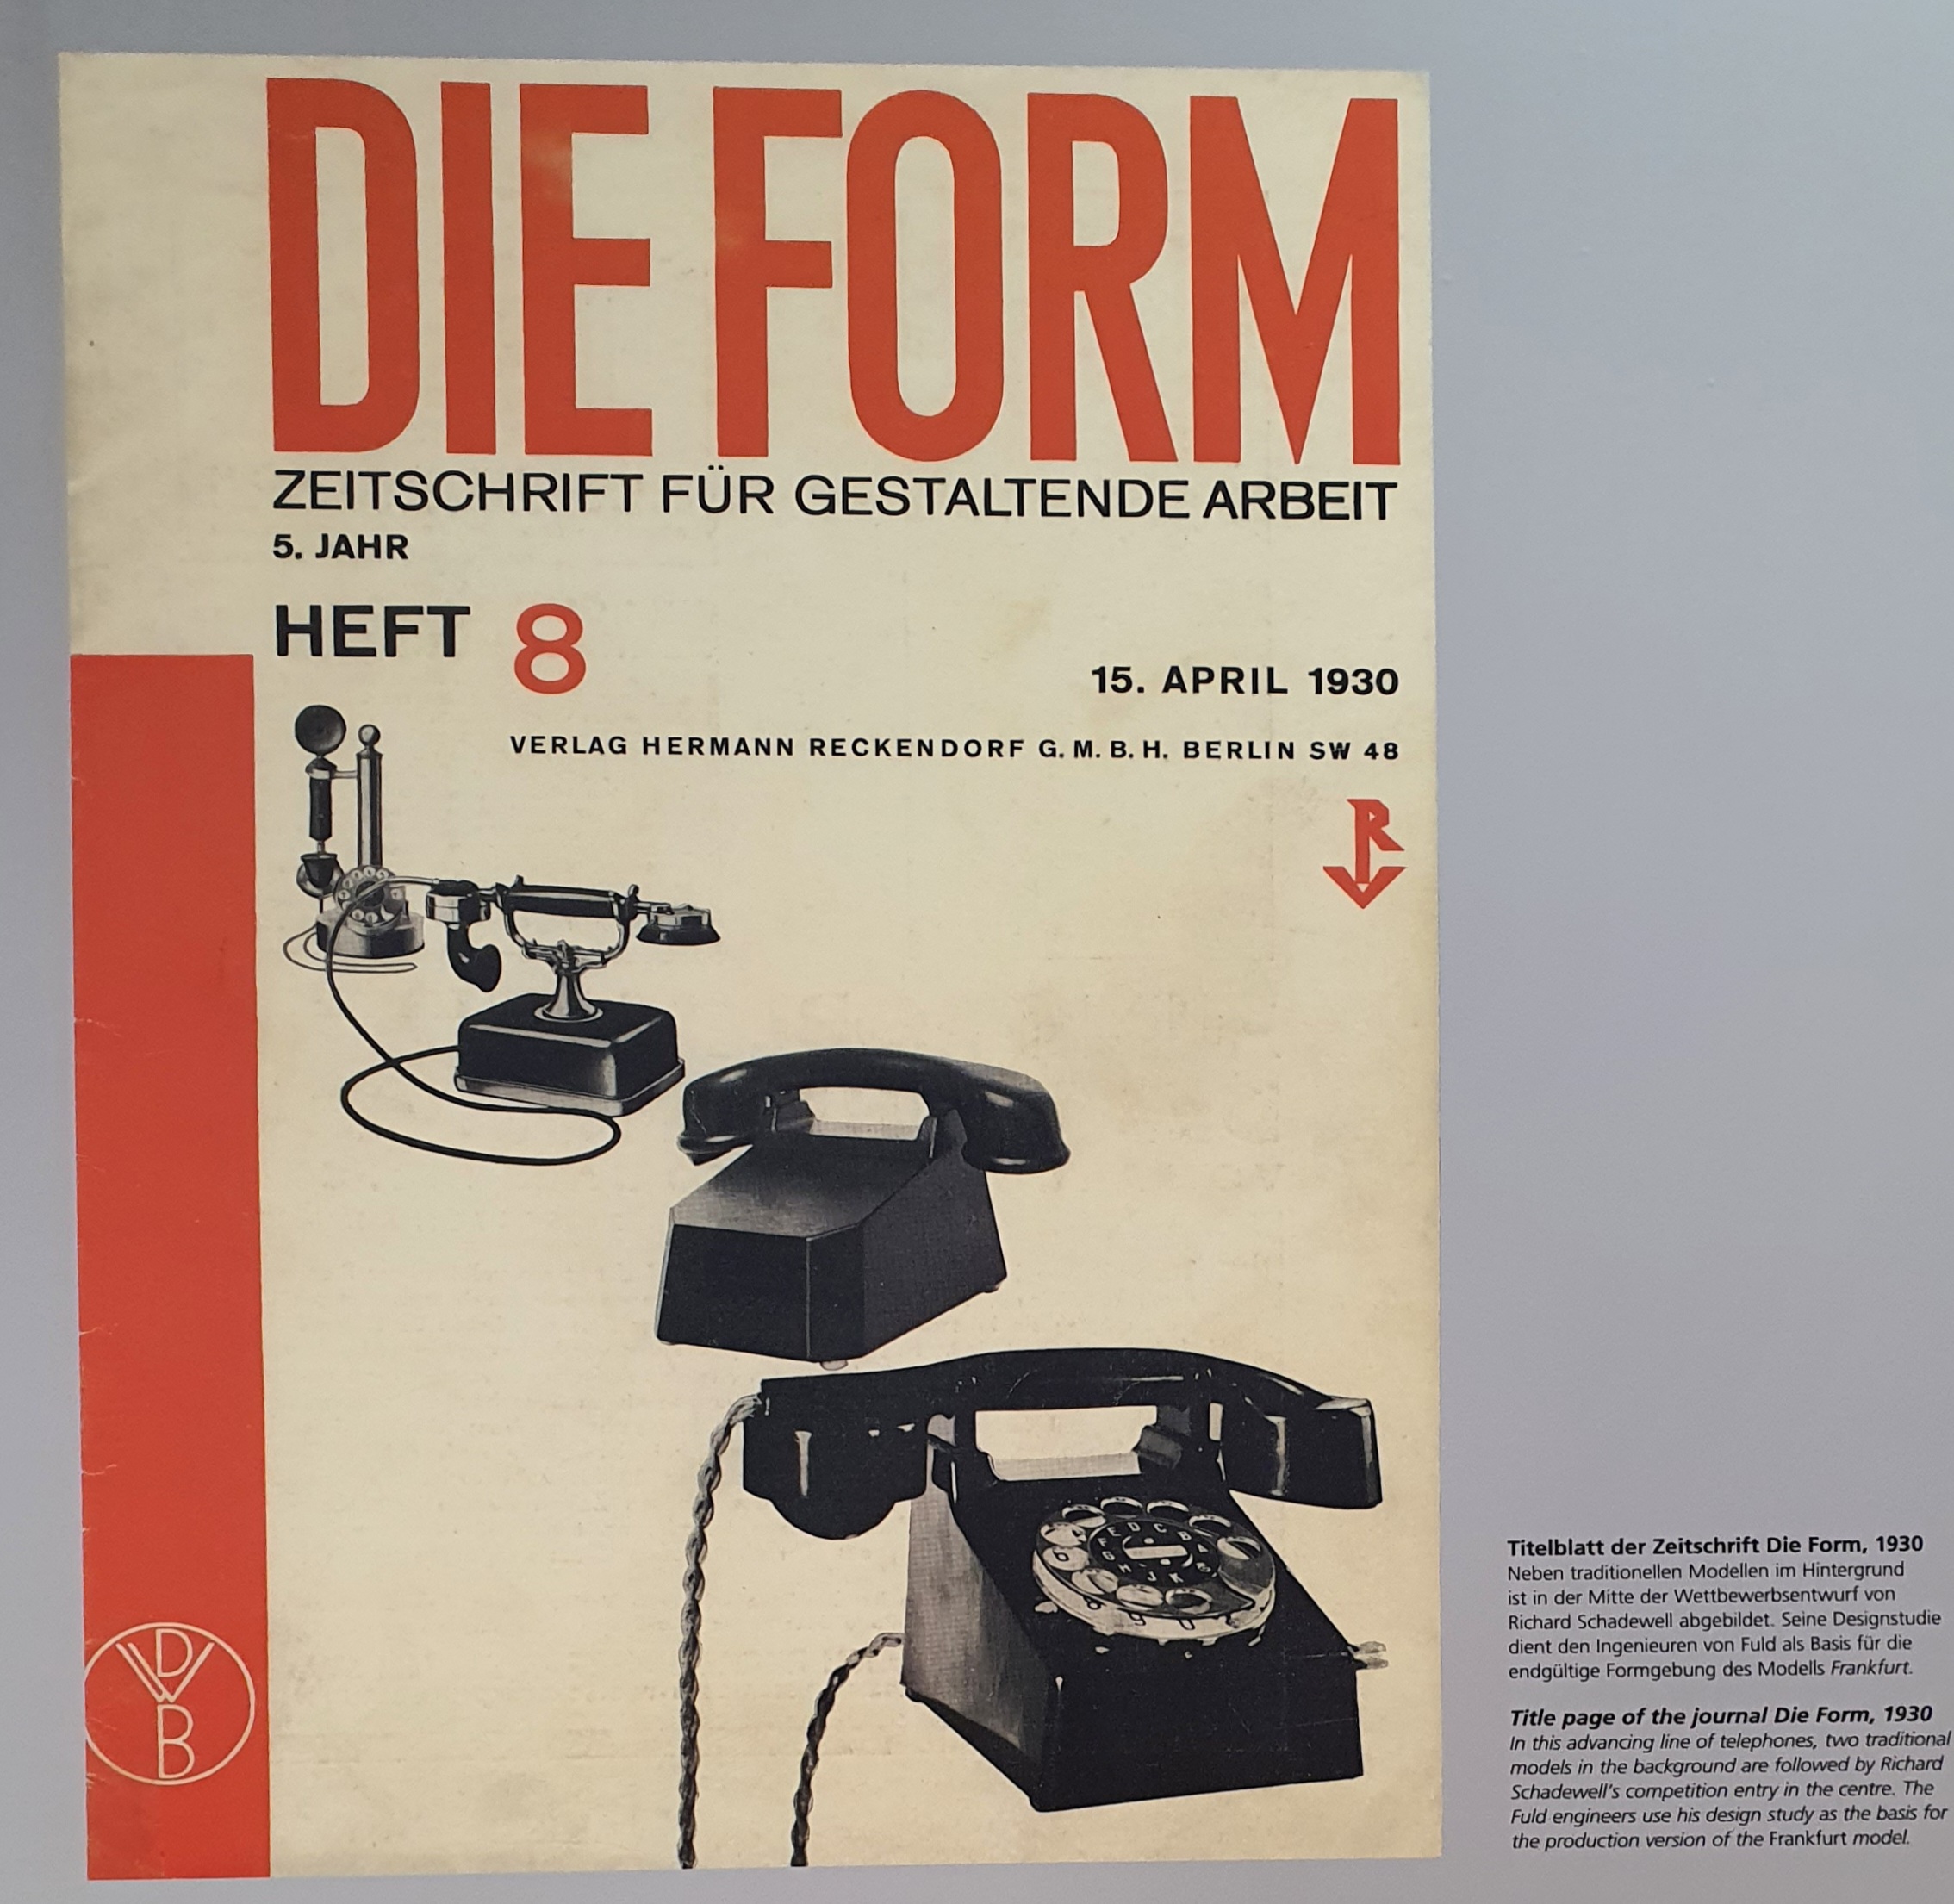 DIE FORM
ZEITSCHRIFT FÜR GESTALTENDE ARBEIT
5. JAHR
HEFT 8
15. APRIL 1930
VERLAG HERMANN RECKENDORF G. M. B. H. BERLIN SW 48
R
DWB
Titelblatt der Zeitschrift Die Form, 1930
Neben traditionellen Modellen im Hintergrund
ist in der Mitte der Wettbewerbsentwurf von
Richard Schadewell abgebildet. Seine Designstudie
dient den Ingenieuren von Fuld als Basis für die
endgültige Formgebung des Modells Frankfurt.
Title page of the journal Die Form, 1930
In this advancing line of telephones, two traditional
models in the background are followed by Richard
Schadewell's competition entry in the centre. The
Fuld engineers use his design study as the basis for
the production version of the Frankfurt model.